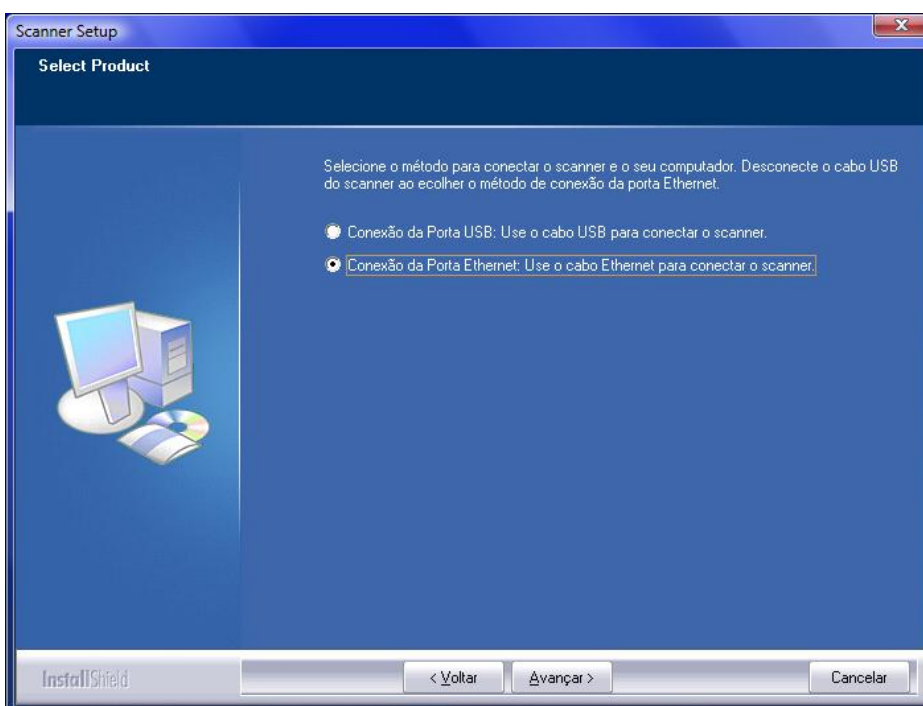 Scanner Setup
Select Product
Selecione o método para conectar o scanner e o seu computador. Desconecte o cabo USB
do scanner ao ecolher o método de conexão da porta Ethernet.
Conexão da Porta USB: Use o cabo USB para conectar o scanner.
Conexão da Porta Ethernet: Use o cabo Ethernet para conectar o scanner.
InstallShield
< Voltar
Avançar >
Cancelar